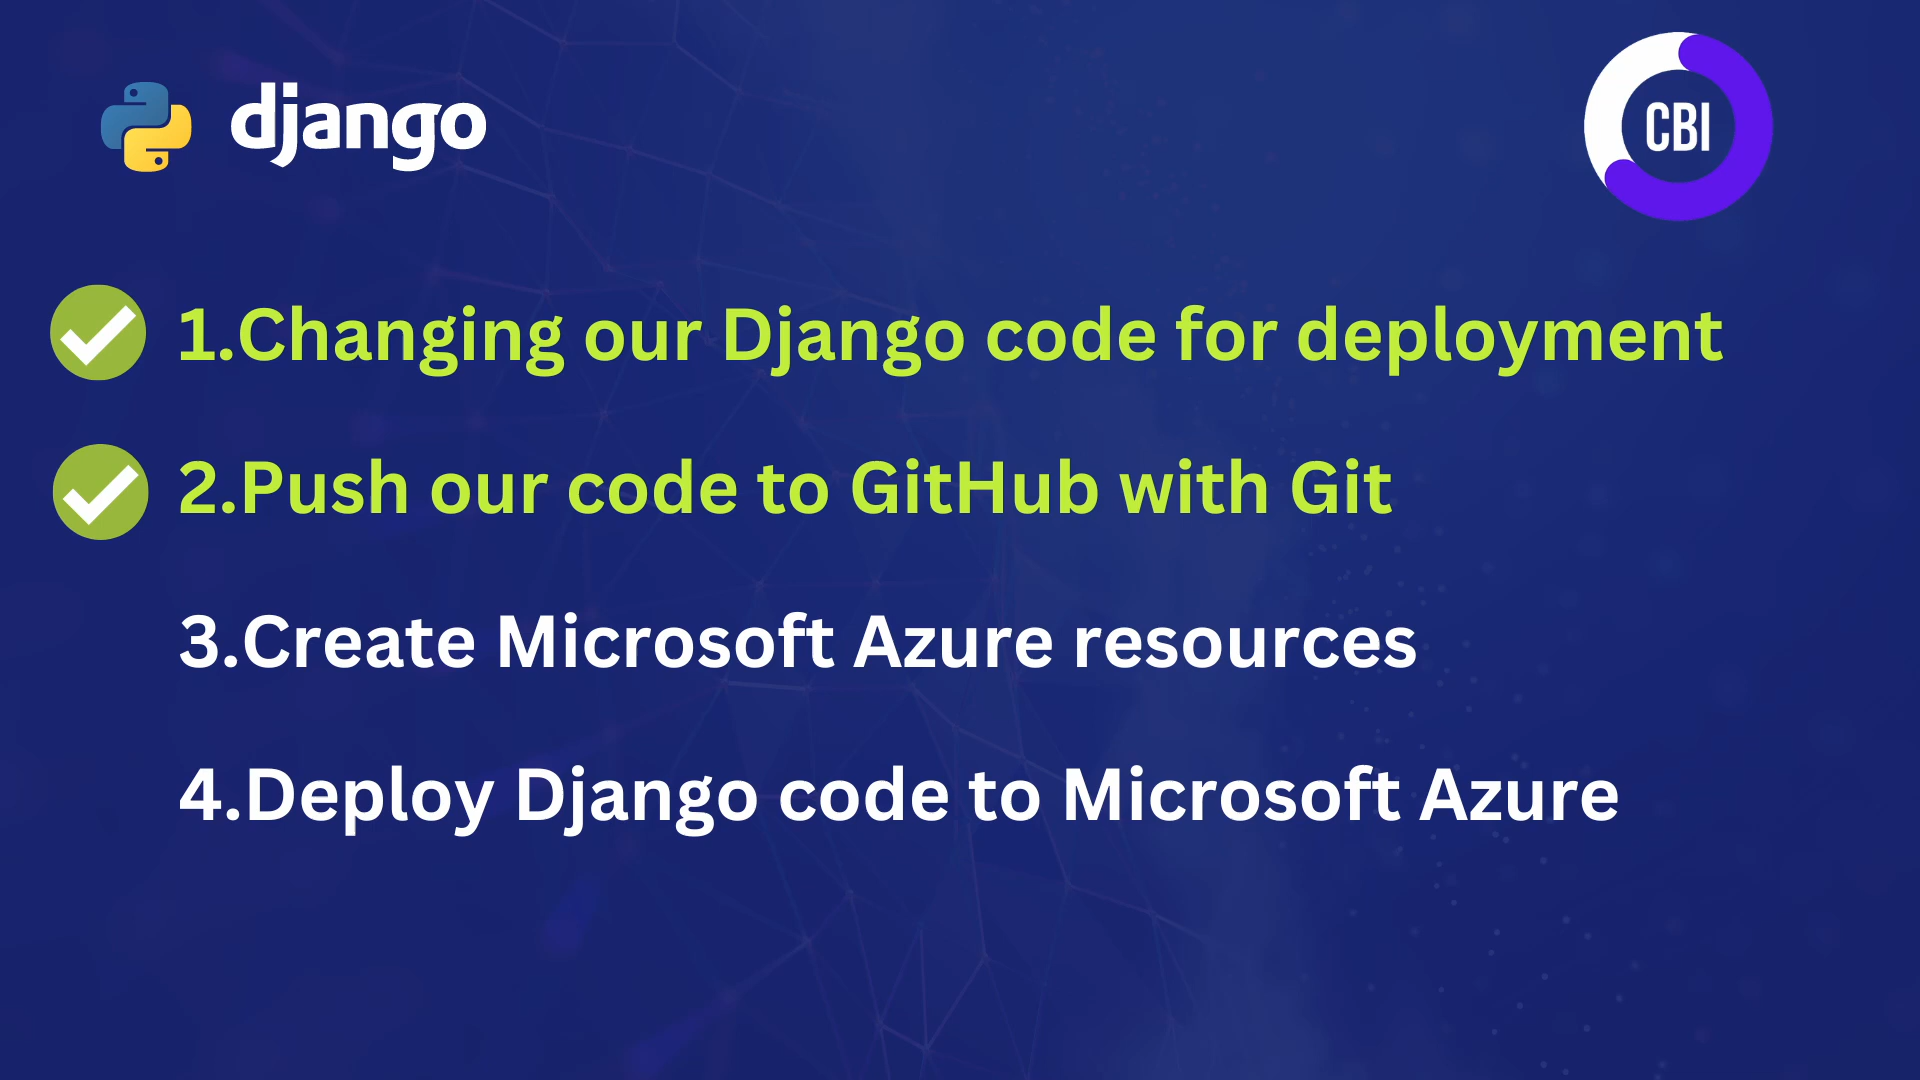 django
CBI
1.Changing our Django code for deployment
2.Push our code to GitHub with Git
3.Create Microsoft Azure resources
4.Deploy Django code to Microsoft Azure